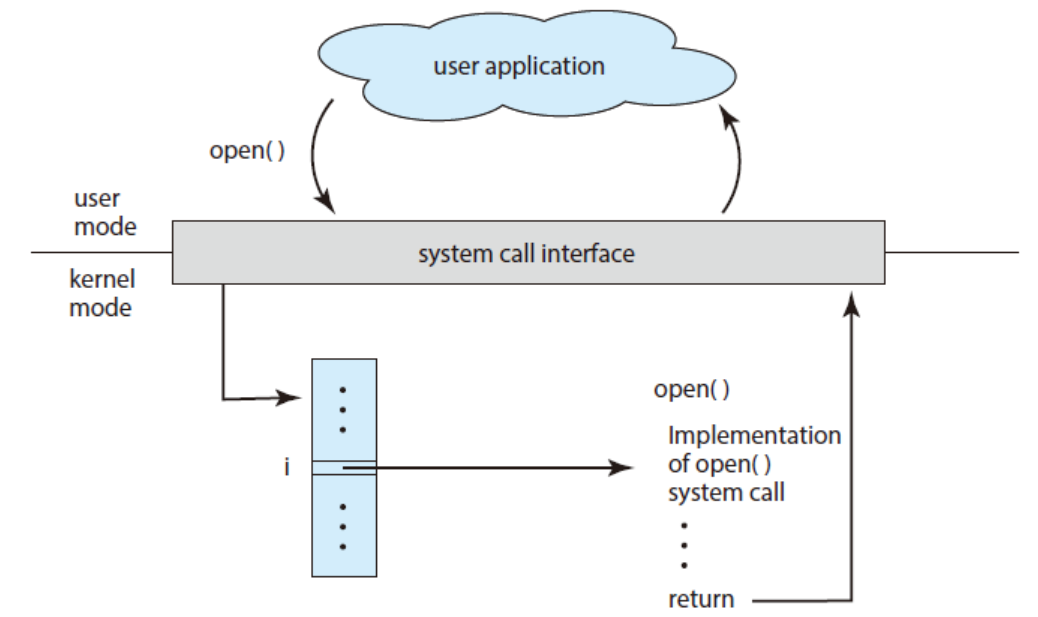 user application
open( )
user
mode
system call interface
kernel
mode
open( )
i
Implementation
of open( )
system call
return